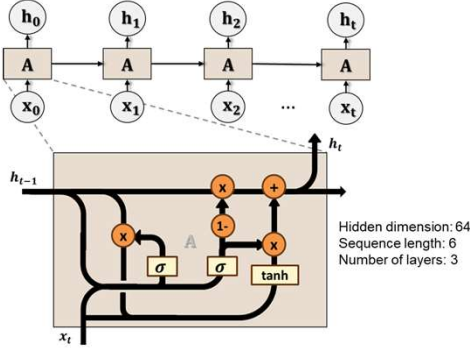 h₀ h₁ h₂ hₜ
A A A A
x₀ x₁ x₂ ... xₜ
hₜ
hₜ₋₁
x +
1-
x A x
σ σ tanh
xₜ
Hidden dimension: 64
Sequence length: 6
Number of layers: 3